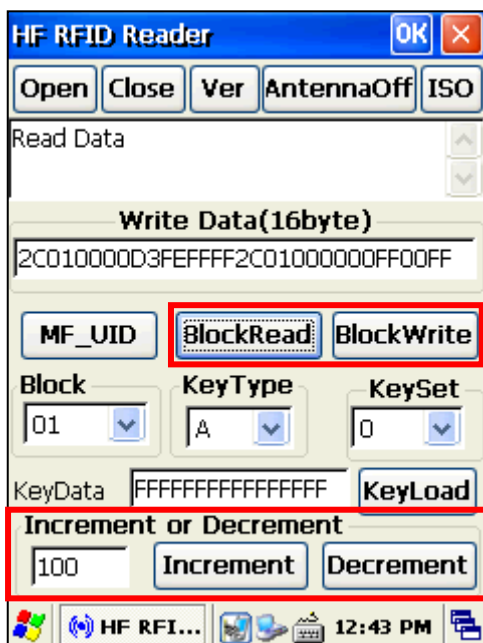 HF RFID Reader OK
Open Close Ver AntennaOff ISO
Read Data
Write Data(16byte)
2C010000D3FEFFFF2C01000000FF00FF
MF_UID BlockRead BlockWrite
Block KeyType KeySet
01 A 0
KeyData FFFFFFFFFFFFFFFF KeyLoad
Increment or Decrement
100 Increment Decrement
HF RFI... 12:43 PM